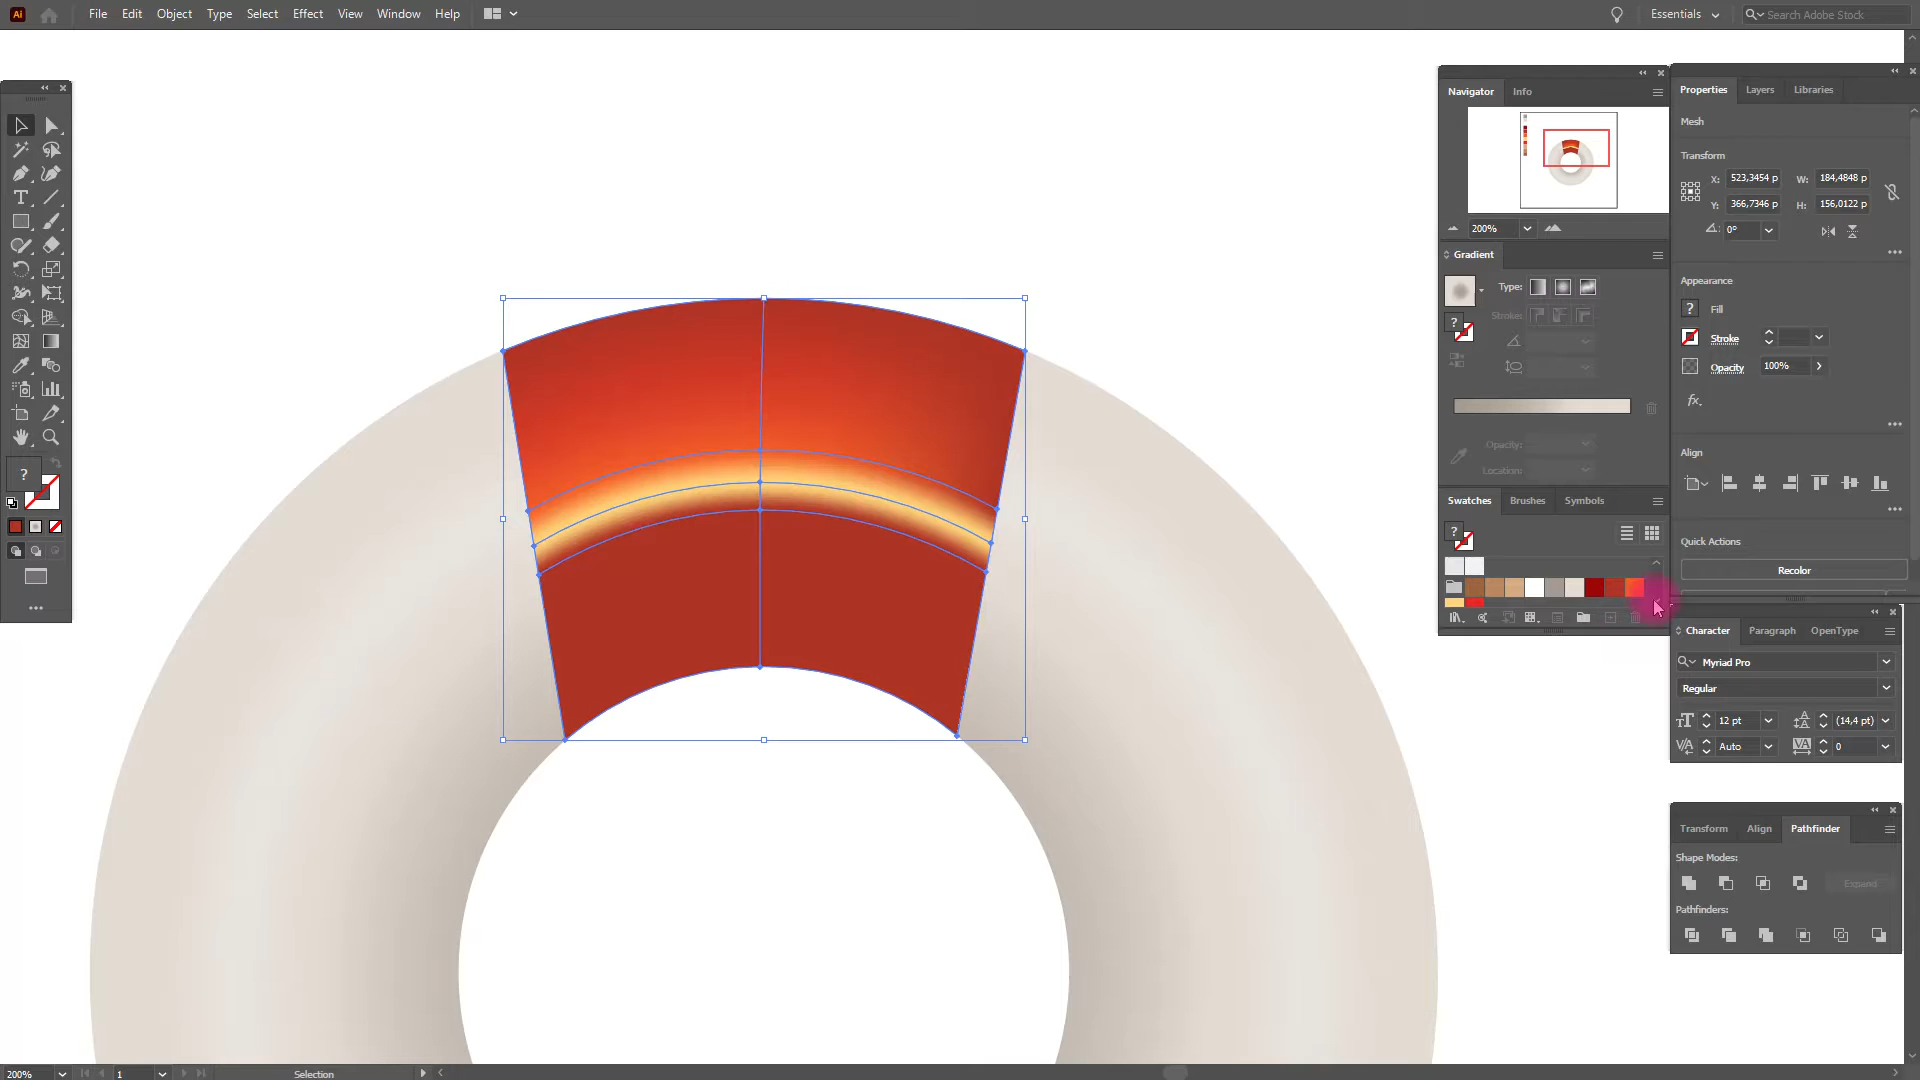 Ai File Edit Object Type Select Effect View Window Help Essentials Search Adobe Stock
Navigator Info
200%
Gradient
Type:
Stroke:
Opacity:
Location:
Swatches Brushes Symbols
Properties Layers Libraries
Mesh
Transform
X: 523,3454 p W: 184,4848 p
Y: 366,7346 p H: 156,0122 p
0°
Appearance
? Fill
Stroke
Opacity 100%
fx.
Align
Quick Actions
Recolor
Character Paragraph OpenType
Myriad Pro
Regular
12 pt (14,4 pt)
Auto 0
Transform Align Pathfinder
Shape Modes:
Expand
Pathfinders:
?
200% 1 Selection